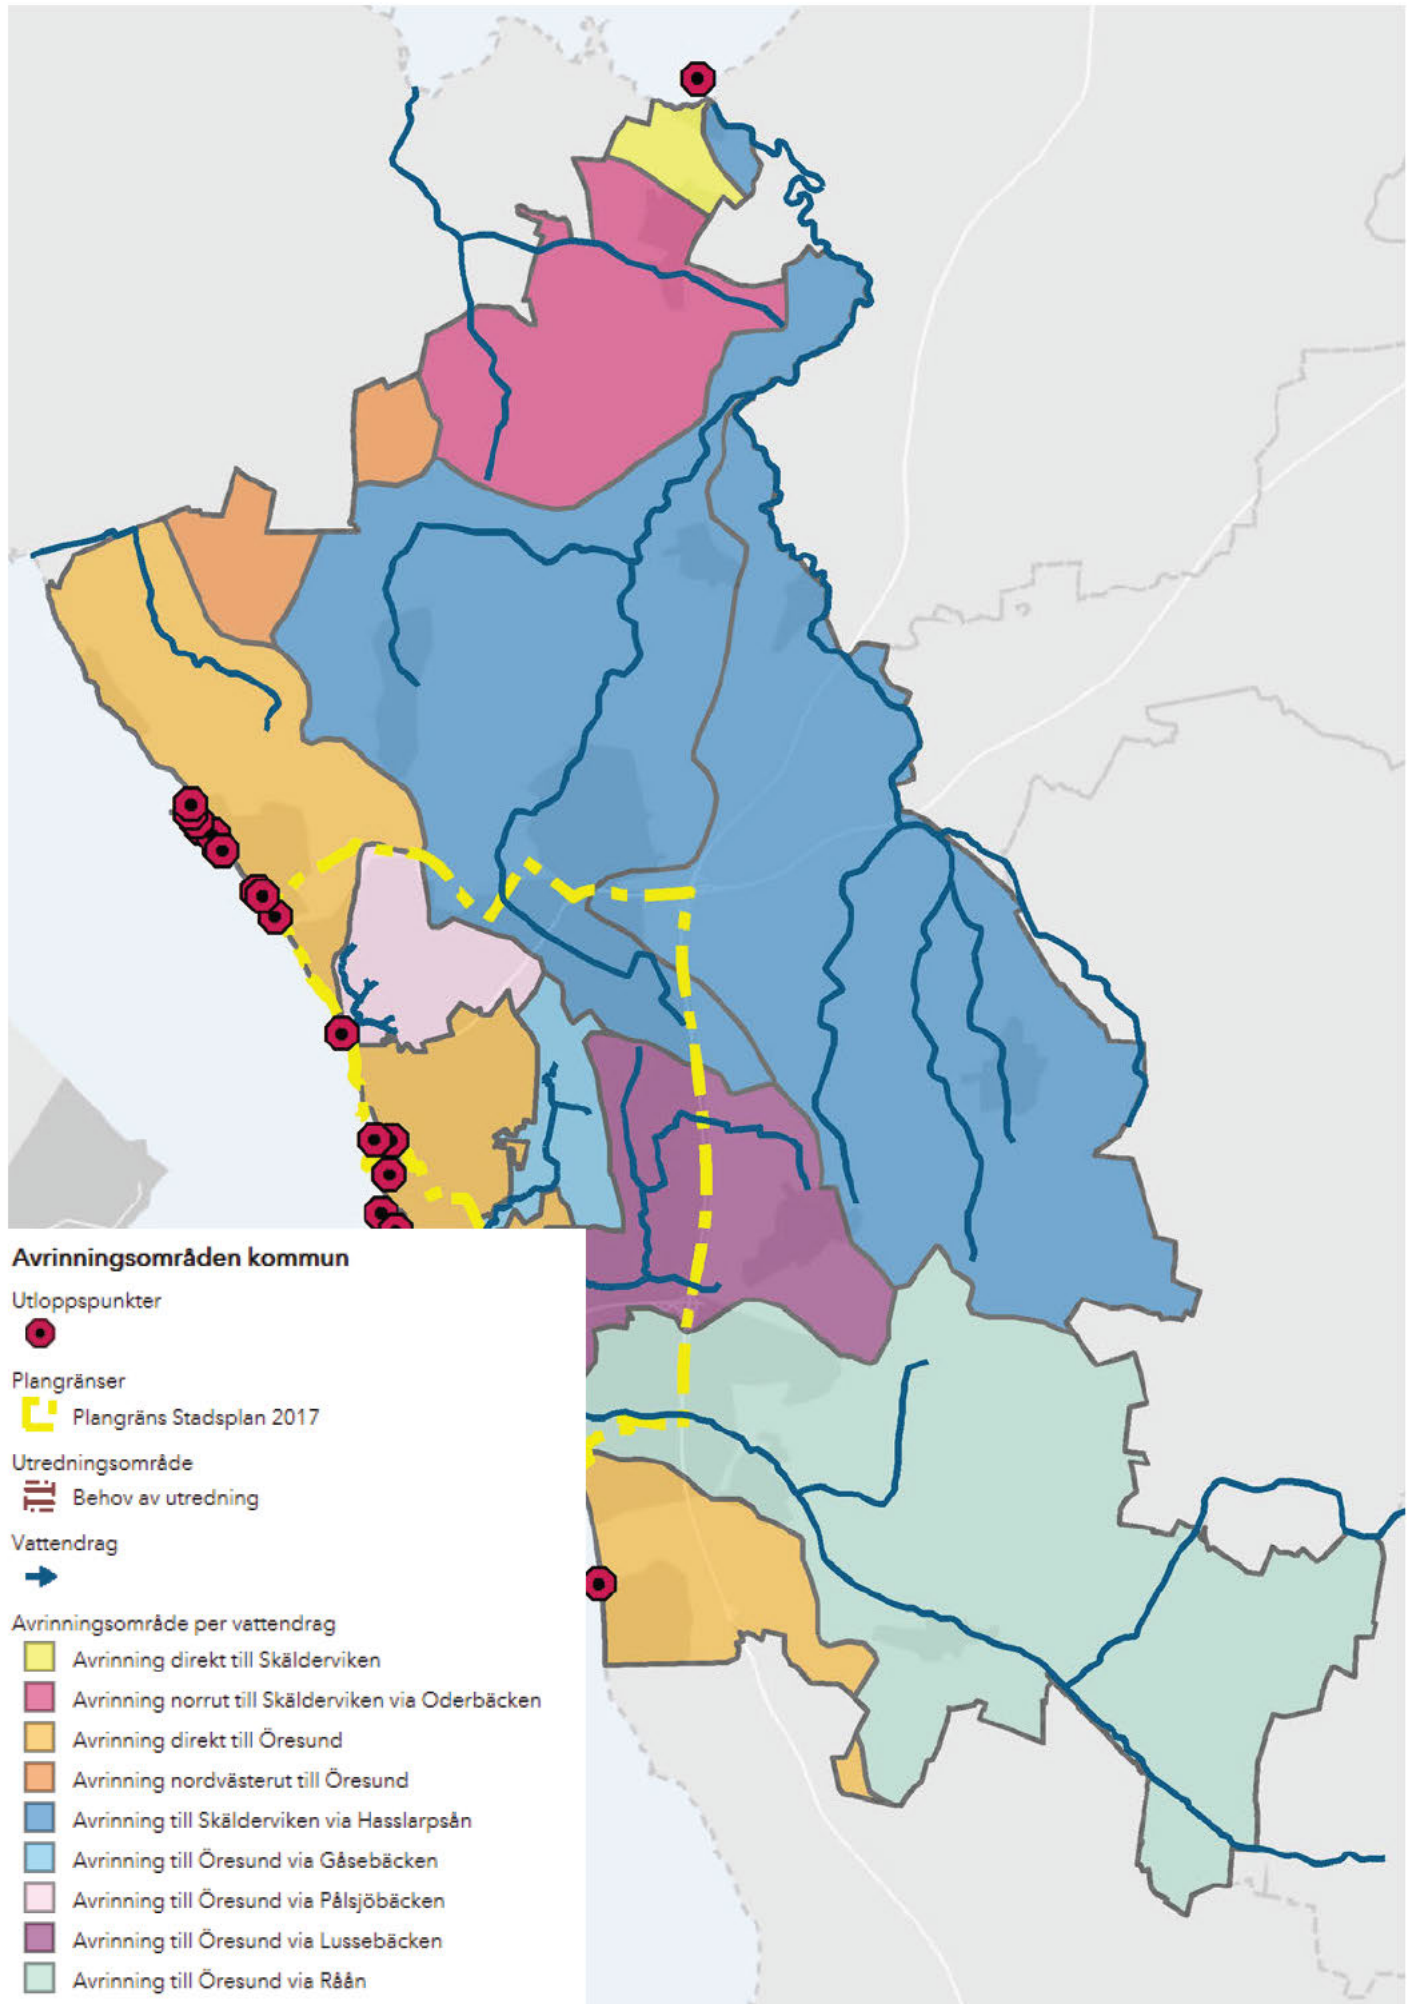 Avrinningsområden kommun
Utloppspunkter
Plangränser
Plangräns Stadsplan 2017
Utredningsområde
Behov av utredning
Vattendrag
Avrinningsområde per vattendrag
Avrinning direkt till Skälderviken
Avrinning norrut till Skälderviken via Oderbäcken
Avrinning direkt till Öresund
Avrinning nordvästerut till Öresund
Avrinning till Skälderviken via Hasslarpsån
Avrinning till Öresund via Gåsebäcken
Avrinning till Öresund via Pålsjöbäcken
Avrinning till Öresund via Lussebäcken
Avrinning till Öresund via Råån